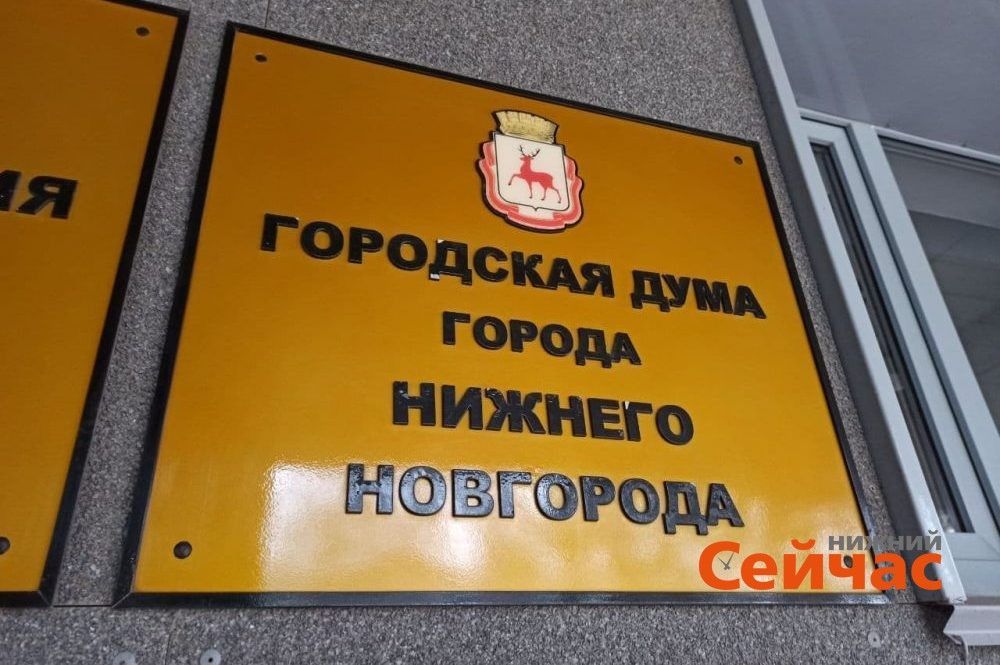 ГОРОДСКАЯ ДУМА
ГОРОДА
НИЖНЕГО
НОВГОРОДА
нижний
Сейчас